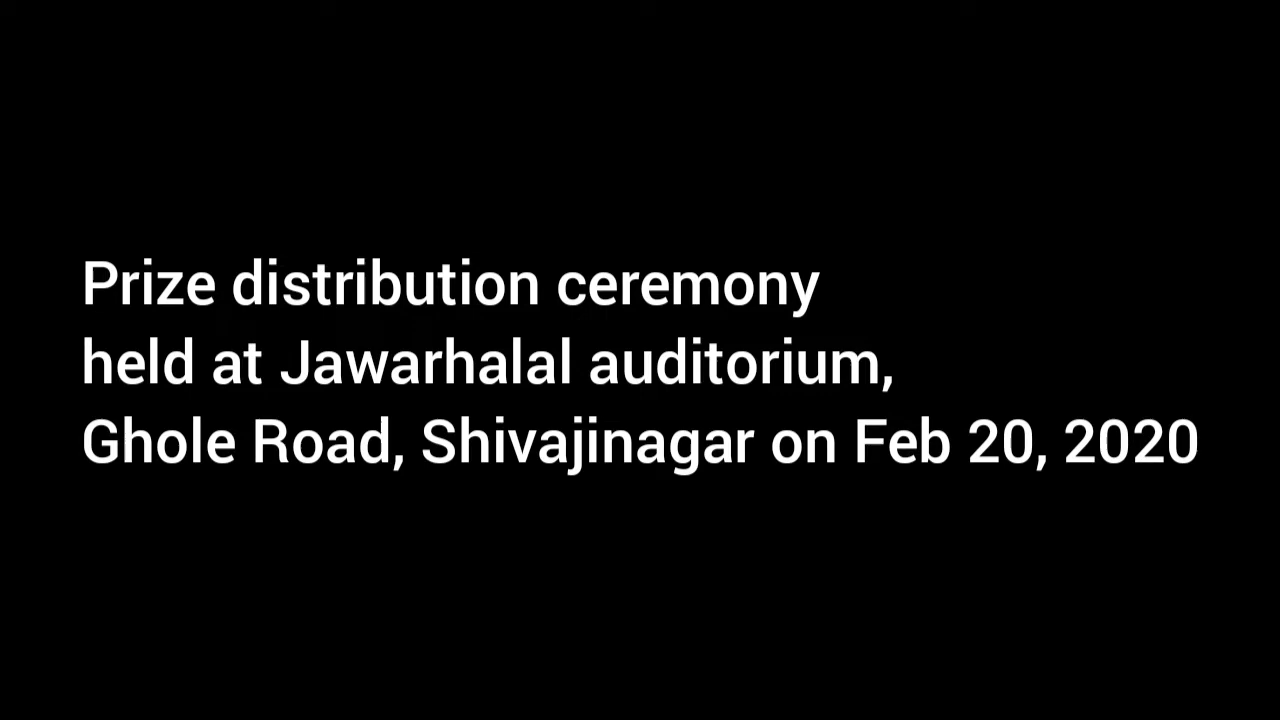 Prize distribution ceremony
held at Jawarhalal auditorium,
Ghole Road, Shivajinagar on Feb 20, 2020